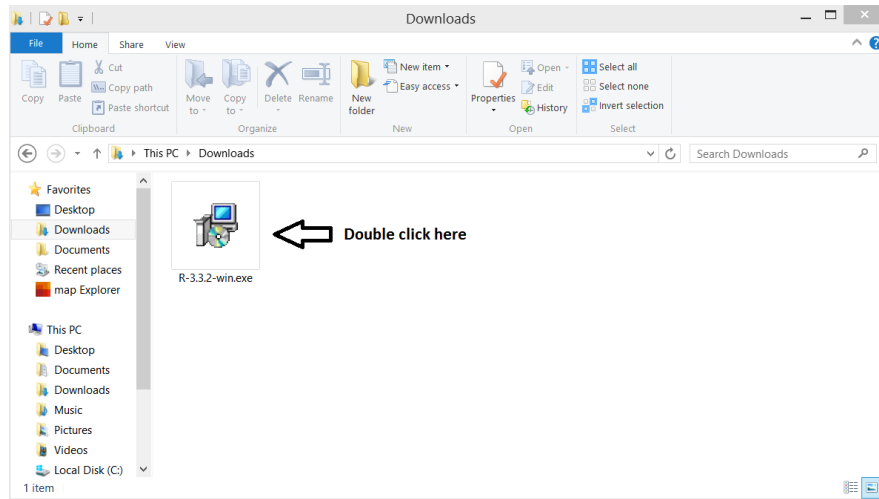 Downloads
File Home Share View
Copy
Paste
Cut
Copy path
Paste shortcut
Clipboard
Move to
Copy to
Delete
Rename
Organize
New folder
New item
Easy access
New
Properties
Open
Edit
History
Open
Select all
Select none
Invert selection
Select
This PC Downloads
Search Downloads
Favorites
Desktop
Downloads
Documents
Recent places
map Explorer
This PC
Desktop
Documents
Downloads
Music
Pictures
Videos
Local Disk (C:)
R-3.3.2-win.exe
Double click here
1 item